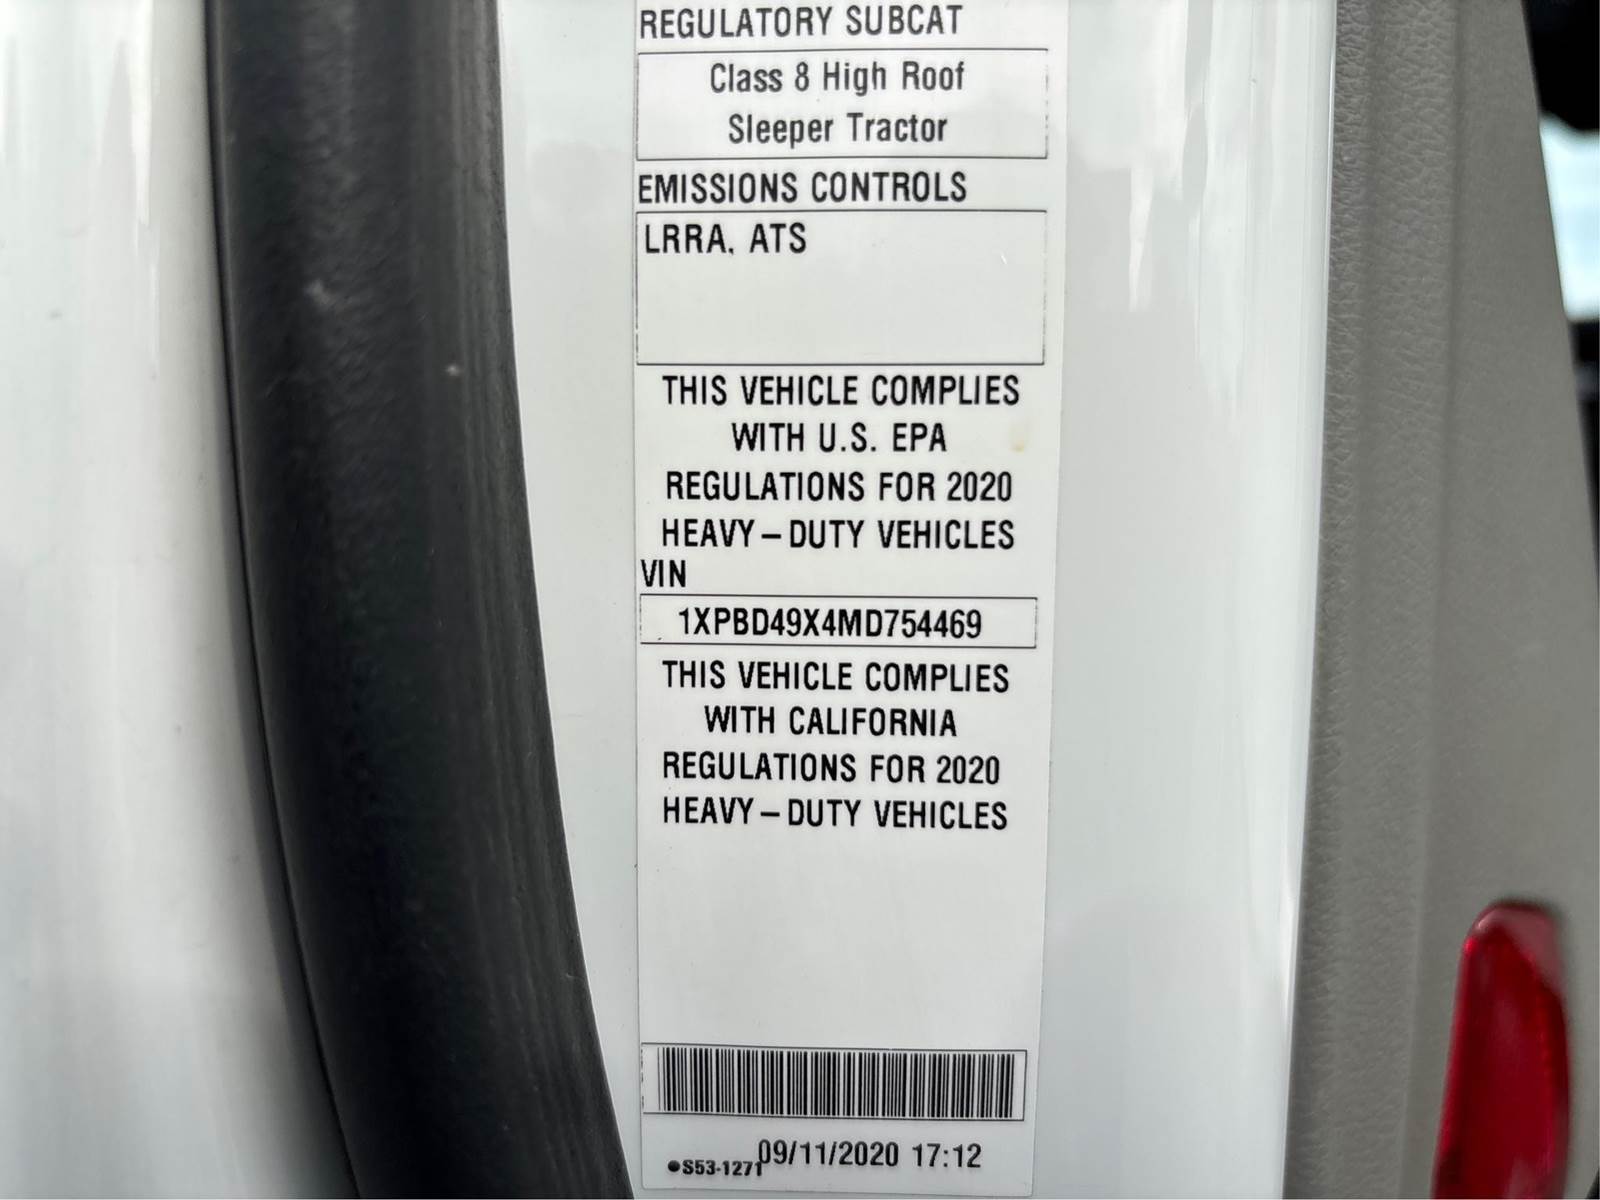 REGULATORY SUBCAT
Class 8 High Roof
Sleeper Tractor
EMISSIONS CONTROLS
LRRA, ATS
THIS VEHICLE COMPLIES
WITH U.S. EPA
REGULATIONS FOR 2020
HEAVY-DUTY VEHICLES
VIN
1XPBD49X4MD754469
THIS VEHICLE COMPLIES
WITH CALIFORNIA
REGULATIONS FOR 2020
HEAVY-DUTY VEHICLES
●S53-1271 09/11/2020 17:12